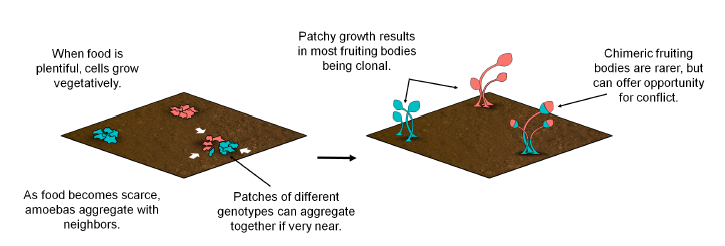 When food is
plentiful, cells grow
vegetatively.
As food becomes scarce,
amoebas aggregate with
neighbors.
Patches of different
genotypes can aggregate
together if very near.
Patchy growth results
in most fruiting bodies
being clonal.
Chimeric fruiting
bodies are rarer, but
can offer opportunity
for conflict.